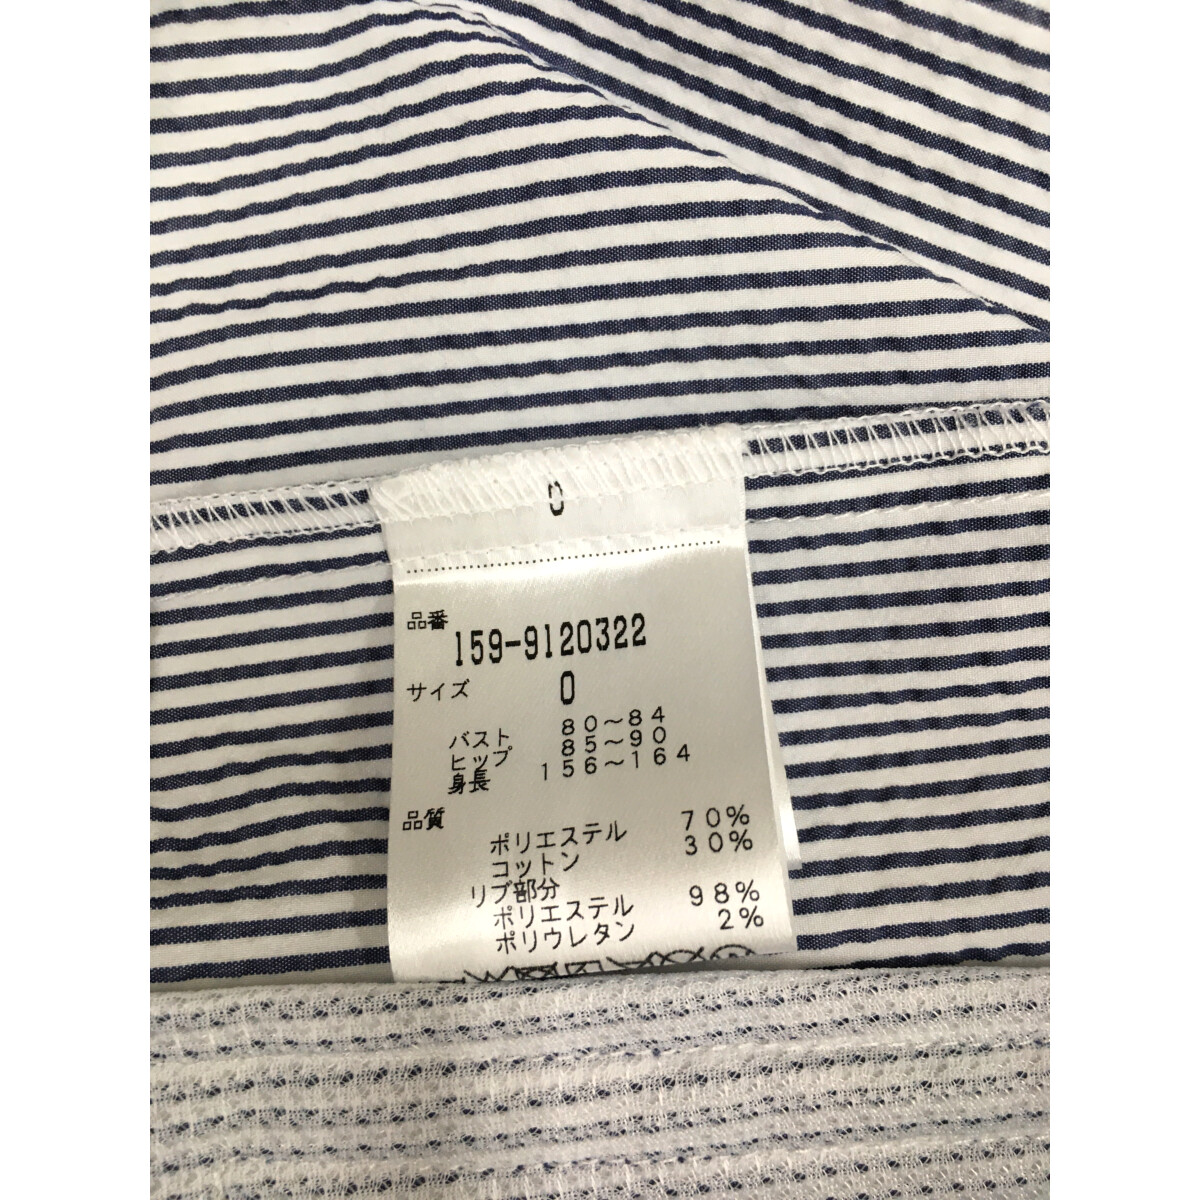 0
品番
159-9120322
サイズ 0
バスト 80〜84
ヒップ 85〜90
身長 156〜164
品質
ポリエステル 70%
コットン 30%
リブ部分
ポリエステル 98%
ポリウレタン 2%